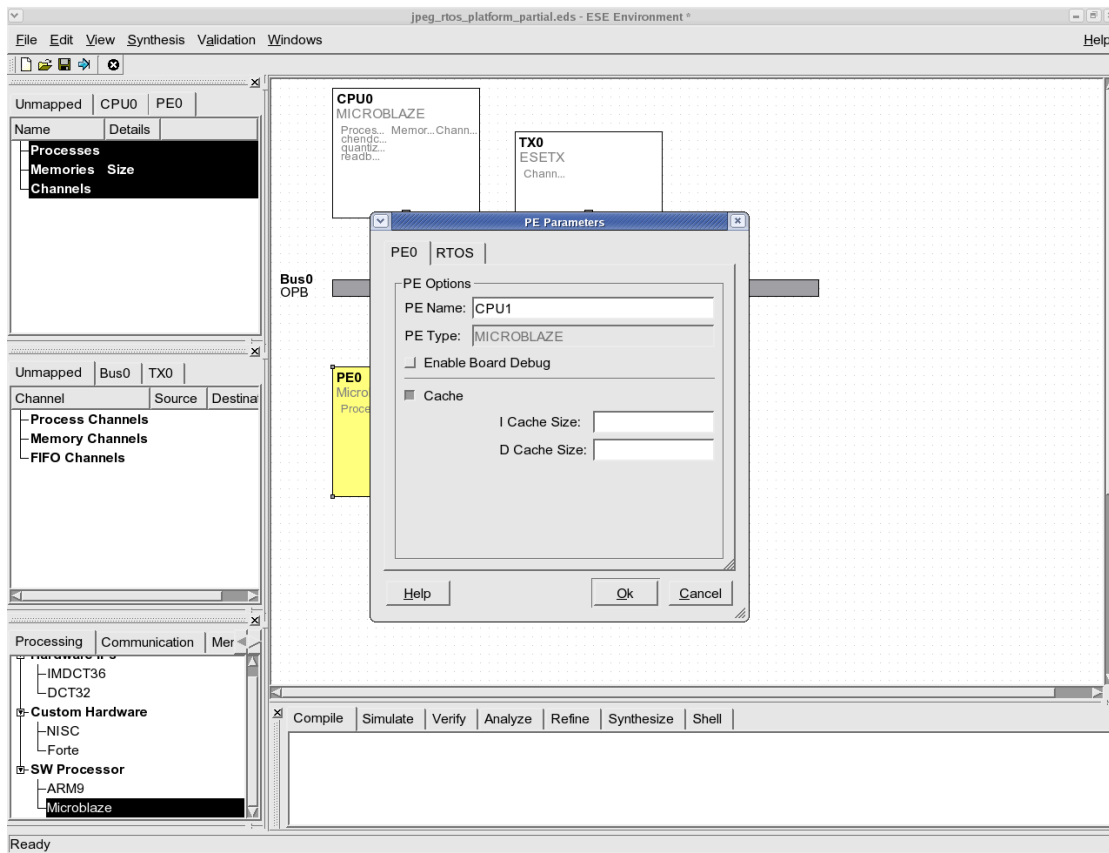 jpeg_rtos_platform_partial.eds - ESE Environment *
File Edit View Synthesis Validation Windows Help
Unmapped CPU0 PE0
Name Details
Processes
Memories Size
Channels
Unmapped Bus0 TX0
Channel Source Destina
Process Channels
Memory Channels
FIFO Channels
Processing Communication Mer
IMDCT36
DCT32
Custom Hardware
NISC
Forte
SW Processor
ARM9
Microblaze
CPU0
MICROBLAZE
Proces... Memor... Chann...
chendc...
quantiz...
readb...
TX0
ESETX
Chann...
Bus0
OPB
PE0
Micro
Proce
PE Parameters
PE0 RTOS
PE Options
PE Name: CPU1
PE Type: MICROBLAZE
Enable Board Debug
Cache
I Cache Size:
D Cache Size:
Help Ok Cancel
Compile Simulate Verify Analyze Refine Synthesize Shell
Ready